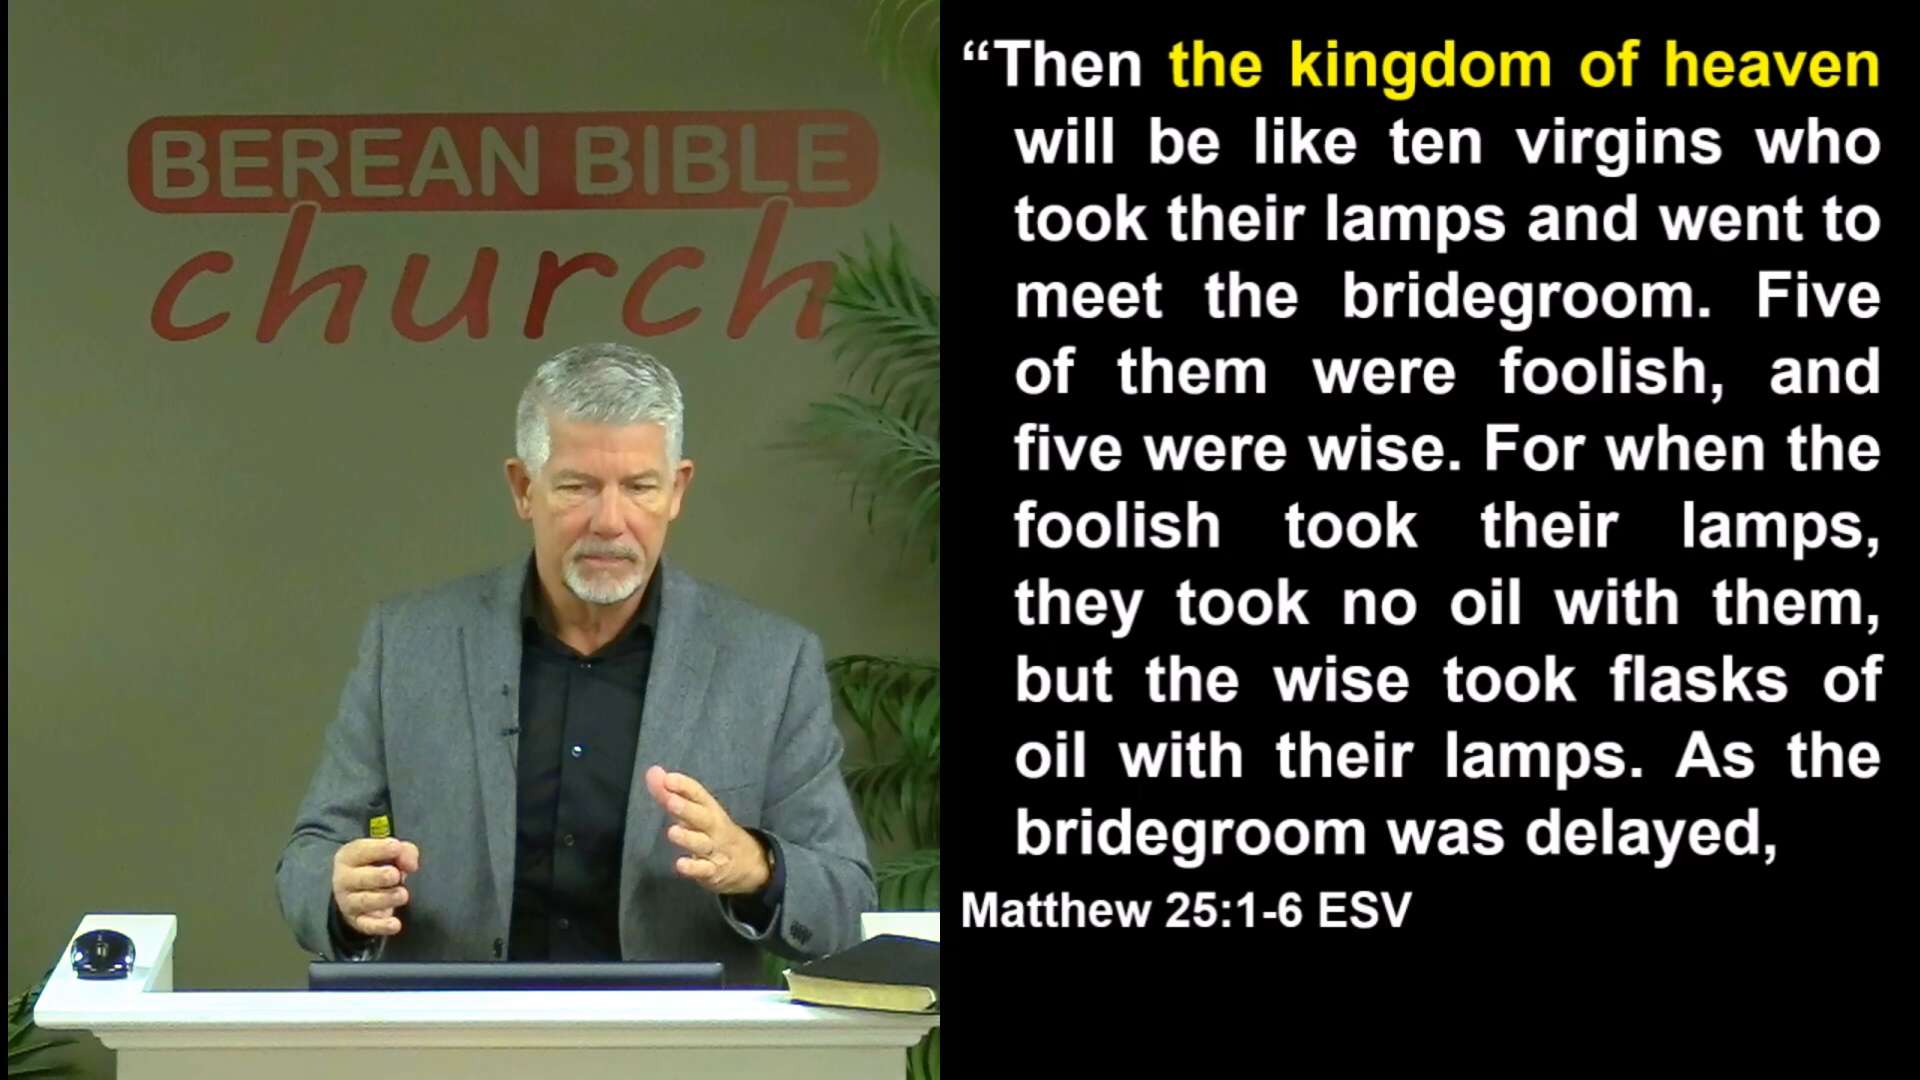 BEREAN BIBLE
church
“Then the kingdom of heaven
will be like ten virgins who
took their lamps and went to
meet the bridegroom. Five
of them were foolish, and
five were wise. For when the
foolish took their lamps,
they took no oil with them,
but the wise took flasks of
oil with their lamps. As the
bridegroom was delayed,
Matthew 25:1-6 ESV